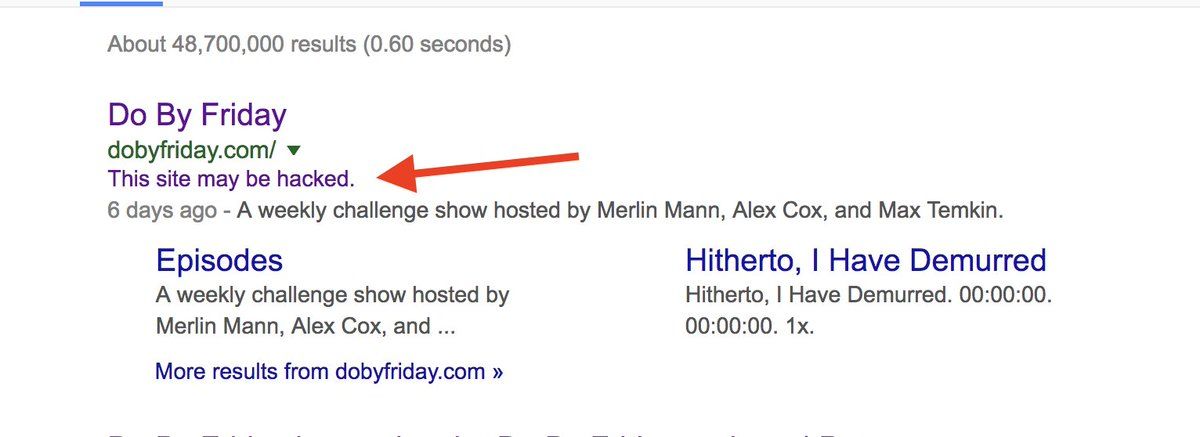 About 48,700,000 results (0.60 seconds)
Do By Friday
dobyfriday.com/
This site may be hacked.
6 days ago - A weekly challenge show hosted by Merlin Mann, Alex Cox, and Max Temkin.
Episodes
A weekly challenge show hosted by
Merlin Mann, Alex Cox, and ...
Hitherto, I Have Demurred
Hitherto, I Have Demurred. 00:00:00.
00:00:00. 1x.
More results from dobyfriday.com »